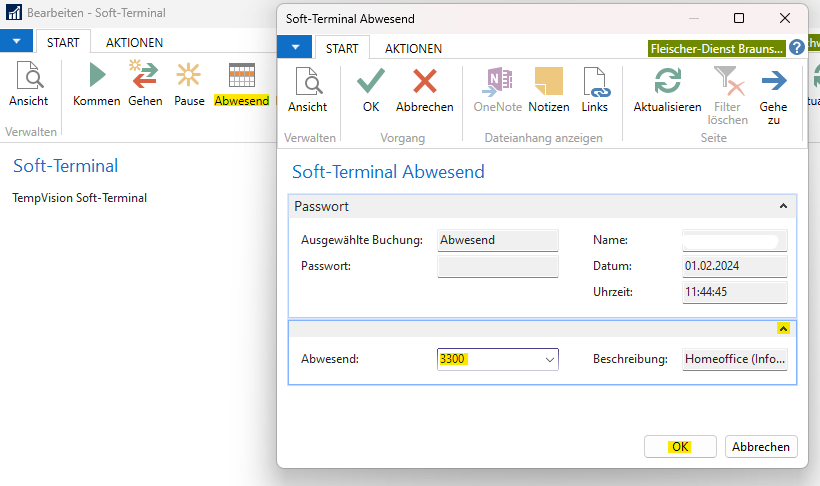 Bearbeiten - Soft-Terminal
START AKTIONEN
Ansicht
Kommen Gehen Pause Abwesend
Verwalten
Soft-Terminal
TempVision Soft-Terminal
Soft-Terminal Abwesend
START AKTIONEN
Fleischer-Dienst Brauns... ?
Ansicht
OK Abbrechen
OneNote Notizen Links
Aktualisieren Filter löschen Gehe zu
Verwalten Vorgang Dateianhang anzeigen Seite
Soft-Terminal Abwesend
Passwort
Ausgewählte Buchung: Abwesend Name:
Passwort: Datum: 01.02.2024
Uhrzeit: 11:44:45
Abwesend: 3300 Beschreibung: Homeoffice (Info...
OK Abbrechen